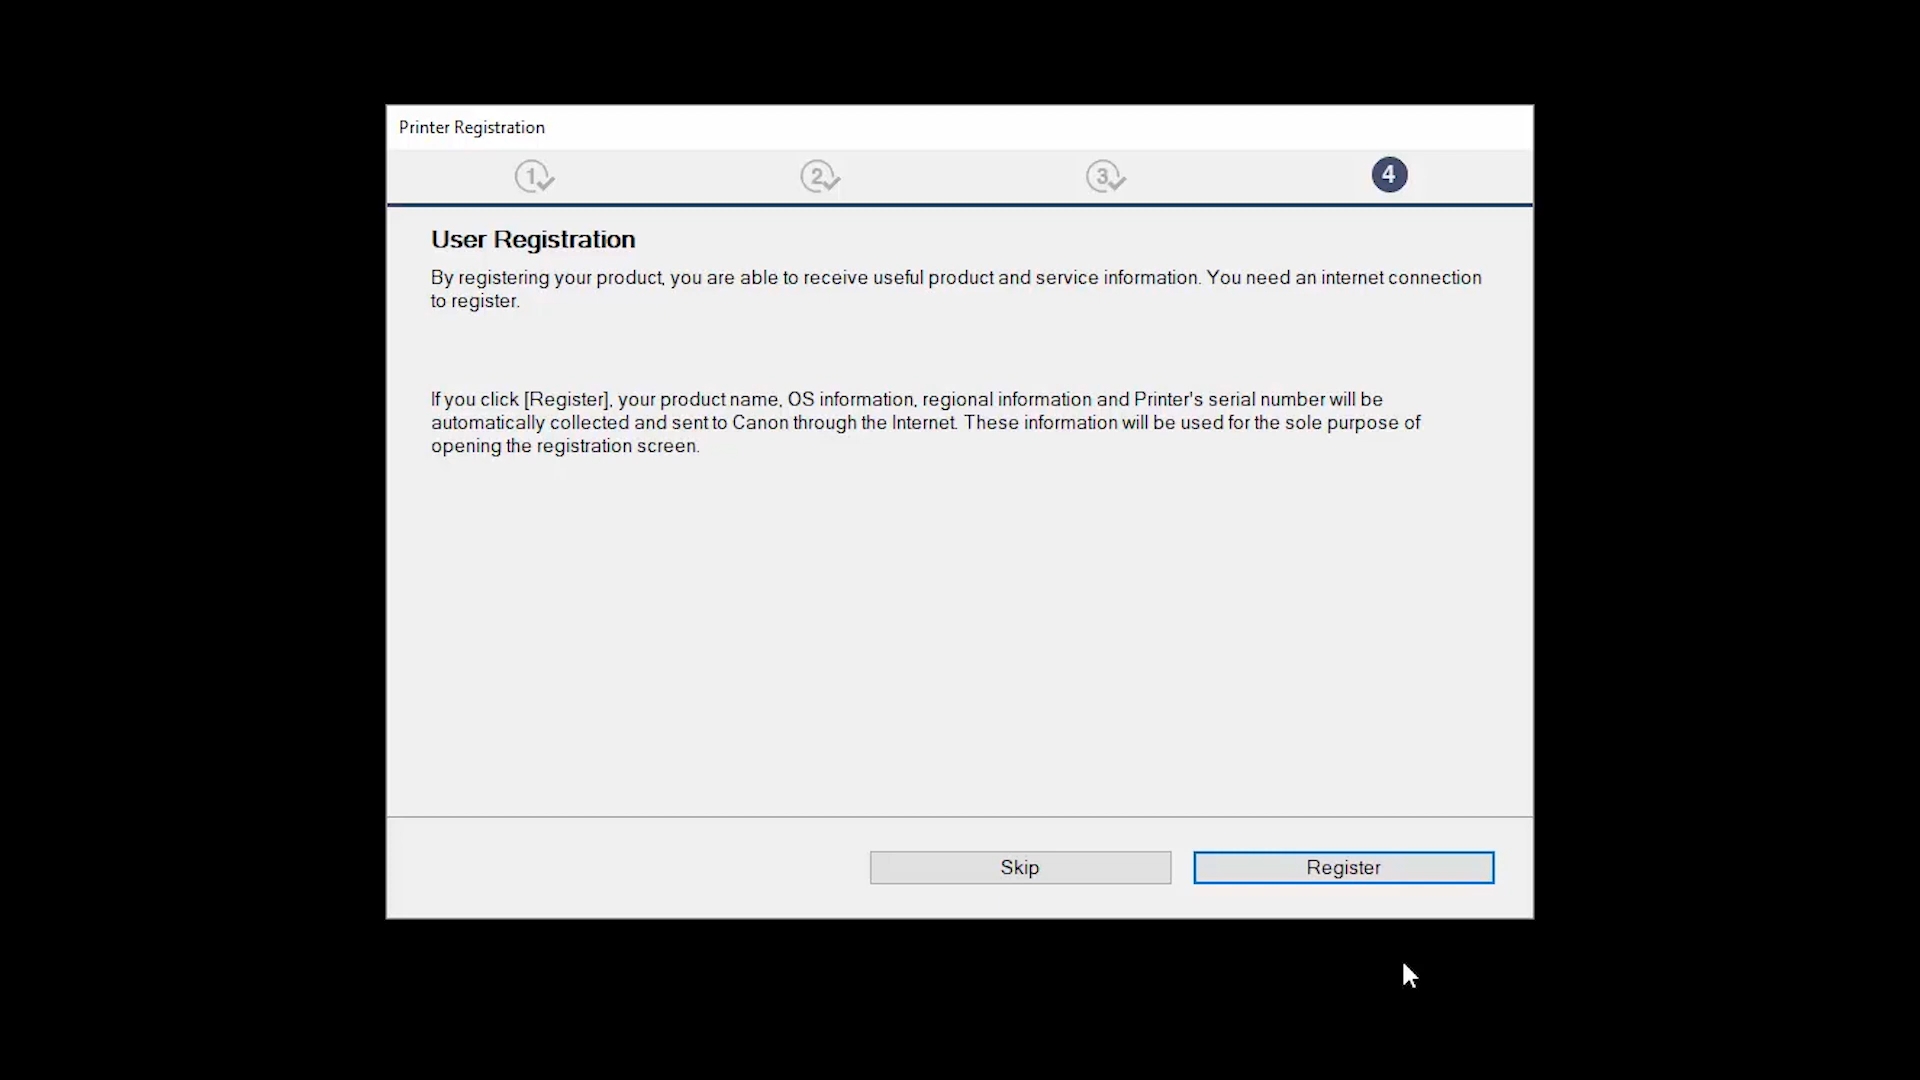 Printer Registration
1 2 3 4
User Registration
By registering your product, you are able to receive useful product and service information. You need an internet connection
to register.
If you click [Register], your product name, OS information, regional information and Printer's serial number will be
automatically collected and sent to Canon through the Internet. These information will be used for the sole purpose of
opening the registration screen.
Skip Register